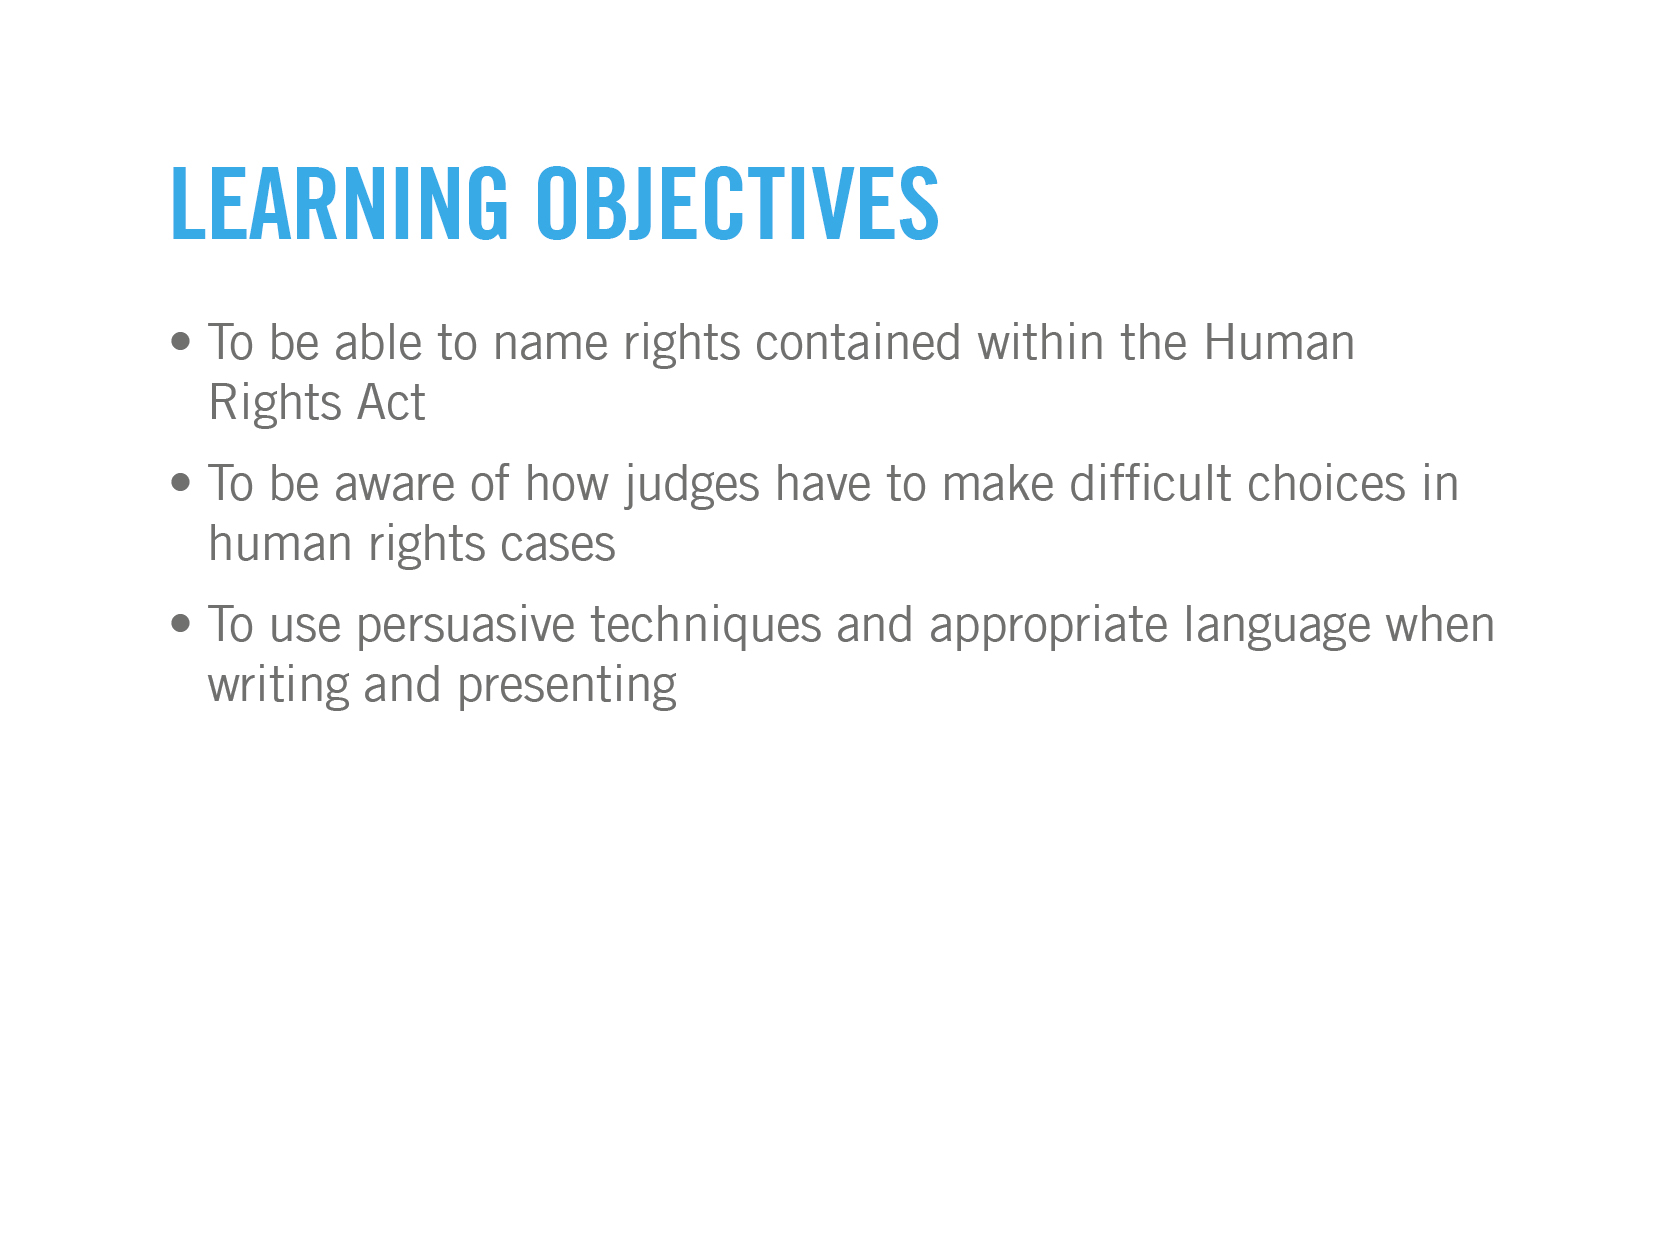 LEARNING OBJECTIVES
• To be able to name rights contained within the Human
Rights Act
• To be aware of how judges have to make difficult choices in
human rights cases
• To use persuasive techniques and appropriate language when
writing and presenting